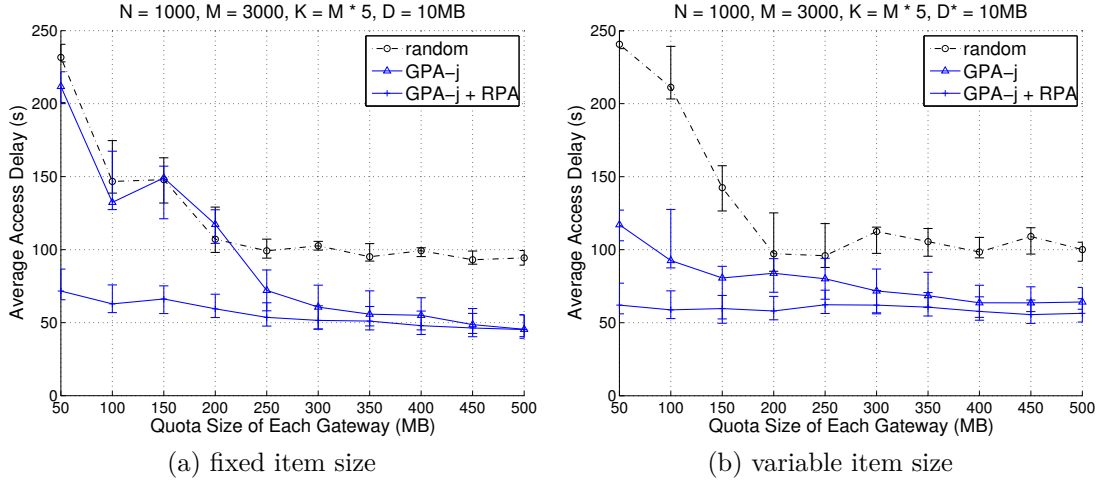 N = 1000, M = 3000, K = M * 5, D = 10MB
250
200
150
100
50
0
Average Access Delay (s)
random
GPA-j
GPA-j + RPA
50 100 150 200 250 300 350 400 450 500
Quota Size of Each Gateway (MB)
(a) fixed item size
N = 1000, M = 3000, K = M * 5, D* = 10MB
250
200
150
100
50
0
Average Access Delay (s)
random
GPA-j
GPA-j + RPA
50 100 150 200 250 300 350 400 450 500
Quota Size of Each Gateway (MB)
(b) variable item size